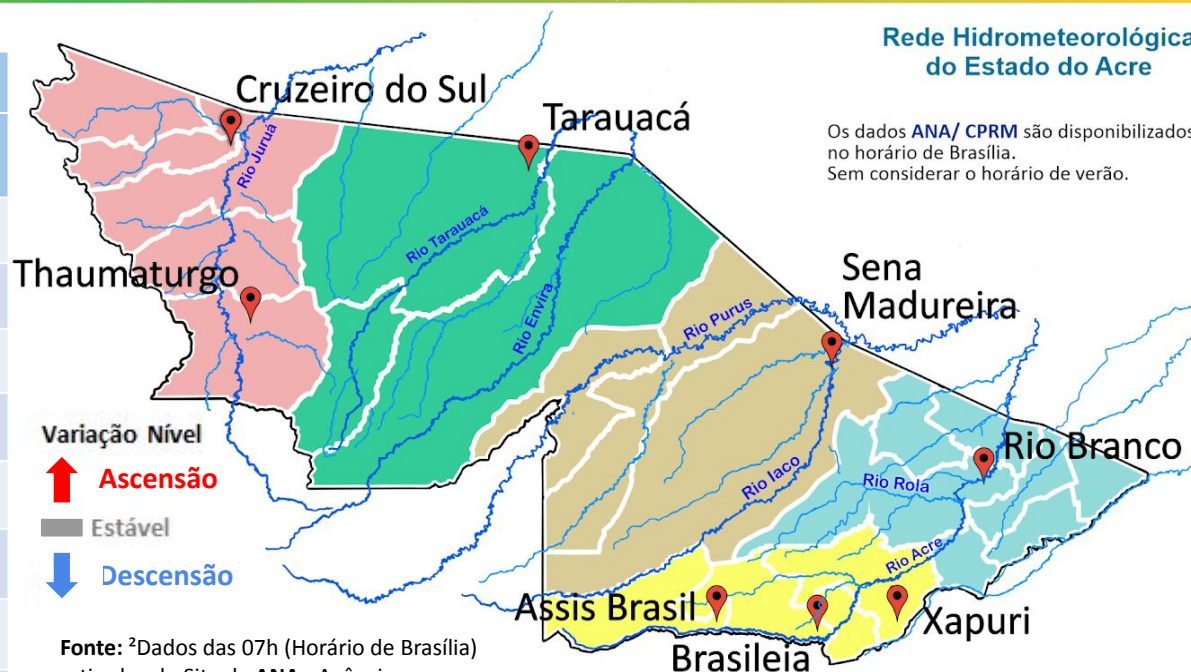 Rede Hidrometeorológica
do Estado do Acre
Os dados ANA/ CPRM são disponibilizados
no horário de Brasília.
Sem considerar o horário de verão.
Cruzeiro do Sul
Tarauacá
Rio Juruá
Rio Tarauacá
Thaumaturgo
Sena
Madureira
Rio Envira
Rio Purus
Variação Nível
Ascensão
Estável
Descensão
Rio Branco
Rio Iaco
Rio Rola
Rio Acre
Assis Brasil
Xapuri
Brasileia
Fonte: ²Dados das 07h (Horário de Brasília)